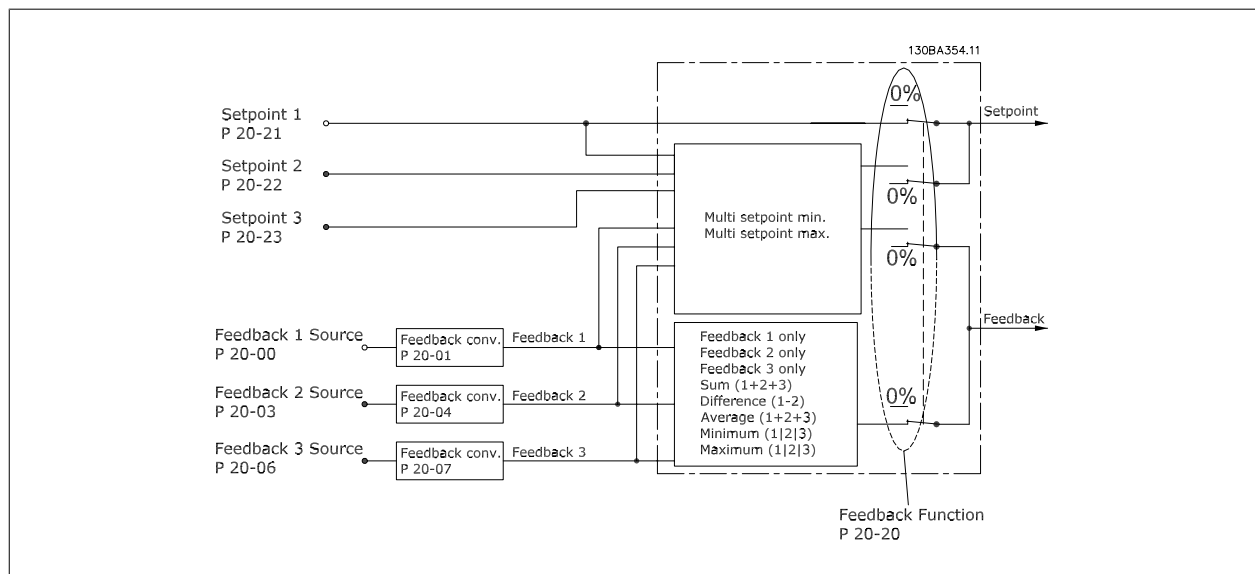 130BA354.11
0%
Setpoint 1
P 20-21
Setpoint
Setpoint 2
P 20-22
0%
Setpoint 3
P 20-23
Multi setpoint min.
Multi setpoint max.
0%
Feedback
Feedback 1 Source
P 20-00
Feedback conv.
P 20-01
Feedback 1
Feedback 2 Source
P 20-03
Feedback conv.
P 20-04
Feedback 2
Feedback 3 Source
P 20-06
Feedback conv.
P 20-07
Feedback 3
Feedback 1 only
Feedback 2 only
Feedback 3 only
Sum (1+2+3)
Difference (1-2)
Average (1+2+3)
Minimum (1|2|3)
Maximum (1|2|3)
0%
Feedback Function
P 20-20